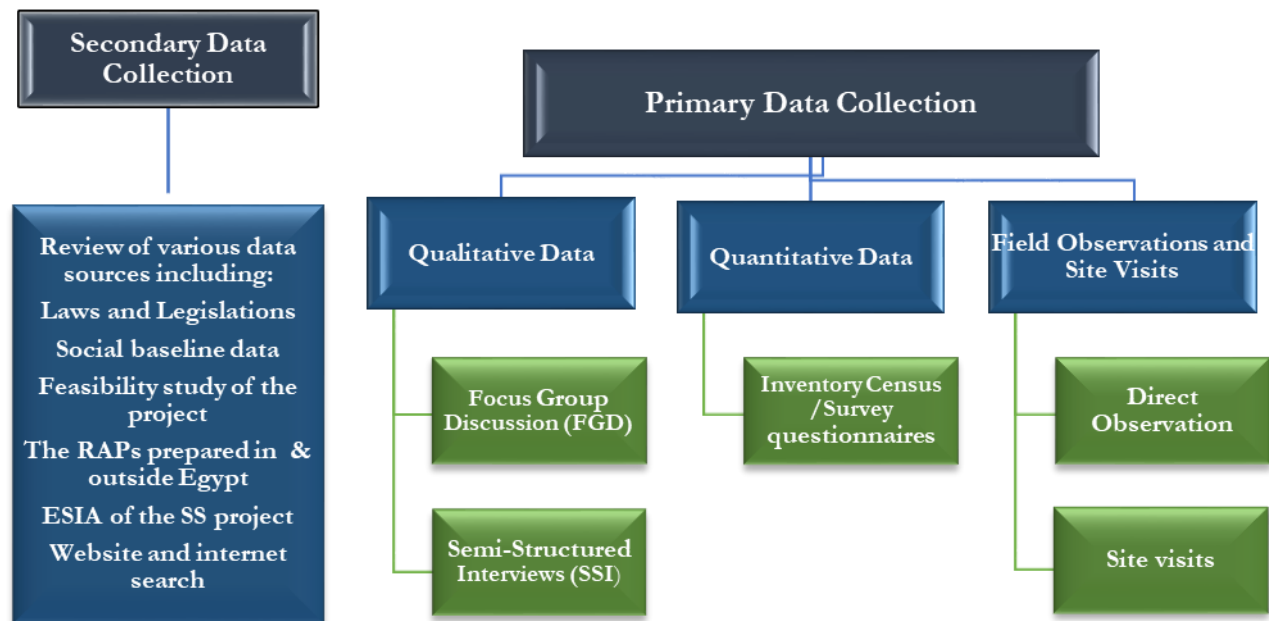 Secondary Data
Collection
Review of various data
sources including:
Laws and Legislations
Social baseline data
Feasibility study of the
project
The RAPs prepared in & 
outside Egypt
ESIA of the SS project
Website and internet
search
Primary Data Collection
Qualitative Data
Focus Group
Discussion (FGD)
Semi-Structured
Interviews (SSI)
Quantitative Data
Inventory Census
/Survey
questionnaires
Field Observations and
Site Visits
Direct
Observation
Site visits